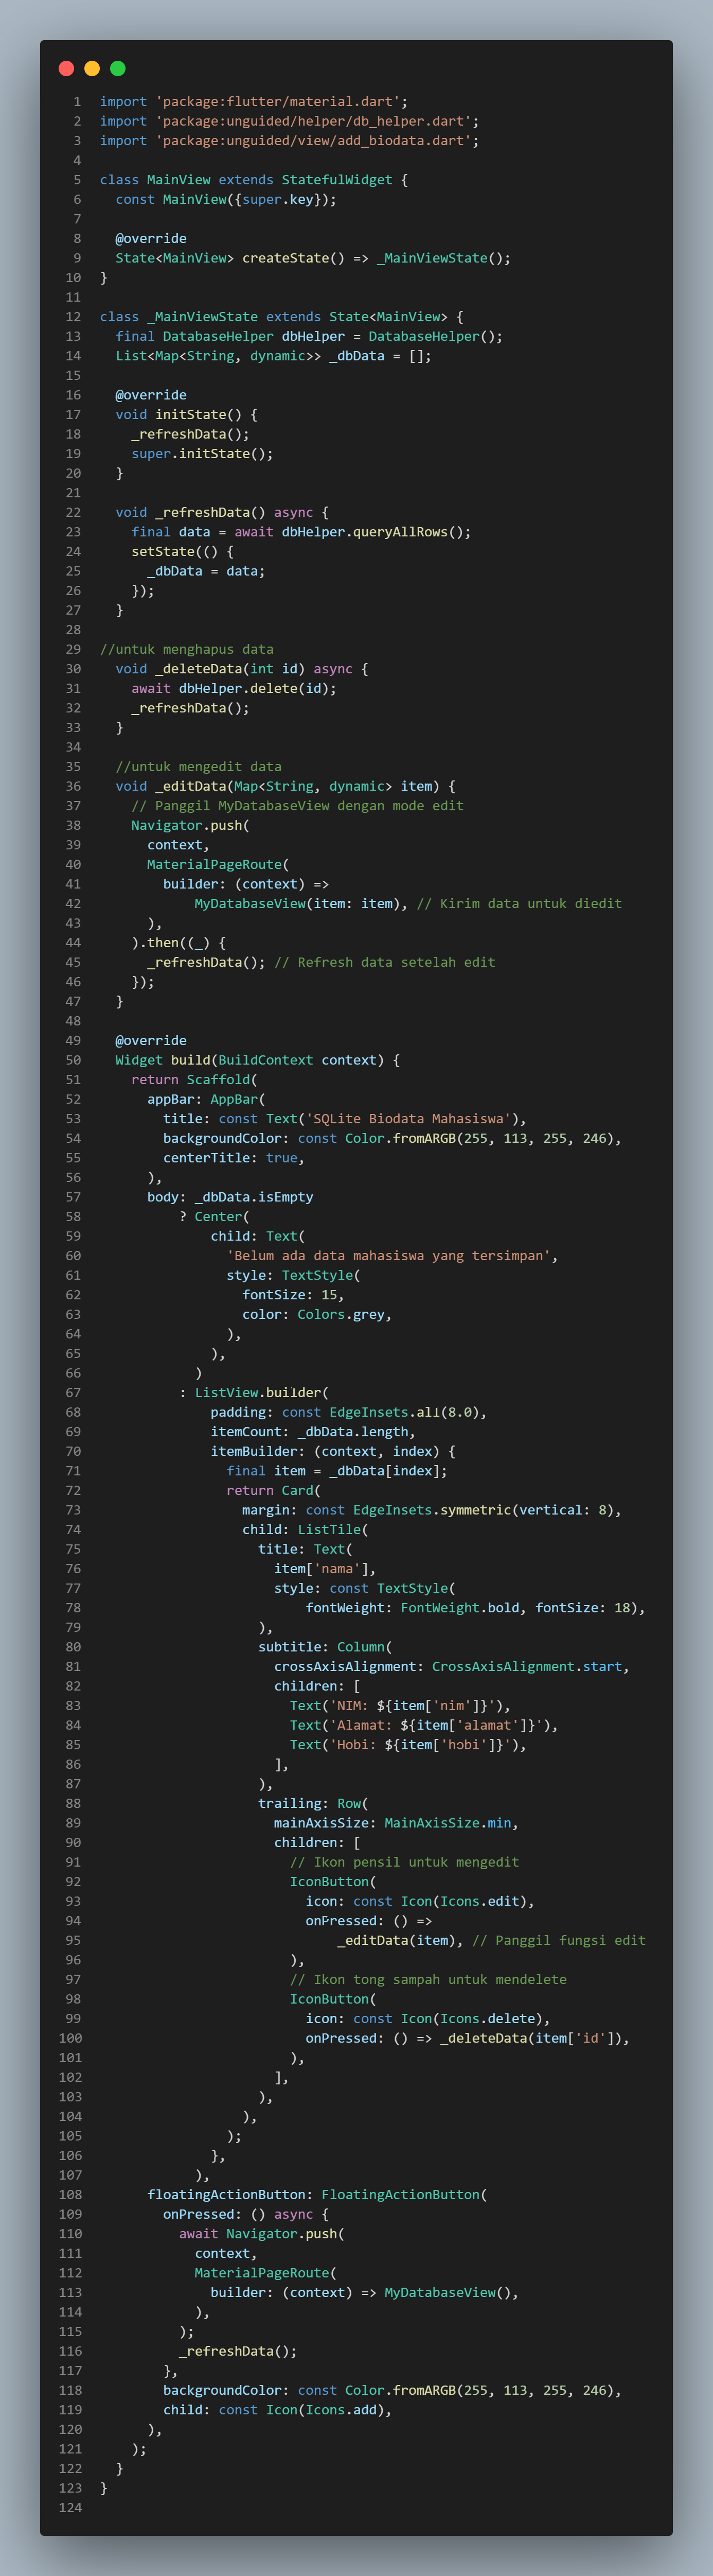 1 import 'package:flutter/material.dart';
2 import 'package:unguided/helper/db_helper.dart';
3 import 'package:unguided/view/add_biodata.dart';
4
5 class MainView extends StatefulWidget {
6   const MainView({super.key});
7
8   @override
9   State<MainView> createState() => _MainViewState();
10 }
11
12 class _MainViewState extends State<MainView> {
13   final DatabaseHelper dbHelper = DatabaseHelper();
14   List<Map<String, dynamic>> _dbData = [];
15
16   @override
17   void initState() {
18     _refreshData();
19     super.initState();
20   }
21
22   void _refreshData() async {
23     final data = await dbHelper.queryAllRows();
24     setState(() {
25       _dbData = data;
26     });
27   }
28
29 //untuk menghapus data
30   void _deleteData(int id) async {
31     await dbHelper.delete(id);
32     _refreshData();
33   }
34
35   //untuk mengedit data
36   void _editData(Map<String, dynamic> item) {
37     // Panggil MyDatabaseView dengan mode edit
38     Navigator.push(
39       context,
40       MaterialPageRoute(
41         builder: (context) =>
42             MyDatabaseView(item: item), // Kirim data untuk diedit
43       ),
44     ).then((_) {
45       _refreshData(); // Refresh data setelah edit
46     });
47   }
48
49   @override
50   Widget build(BuildContext context) {
51     return Scaffold(
52       appBar: AppBar(
53         title: const Text('SQLite Biodata Mahasiswa'),
54         backgroundColor: const Color.fromARGB(255, 113, 255, 246),
55         centerTitle: true,
56       ),
57       body: _dbData.isEmpty
58           ? Center(
59               child: Text(
60                 'Belum ada data mahasiswa yang tersimpan',
61                 style: TextStyle(
62                   fontSize: 15,
63                   color: Colors.grey,
64                 ),
65               ),
66             )
67           : ListView.builder(
68               padding: const EdgeInsets.all(8.0),
69               itemCount: _dbData.length,
70               itemBuilder: (context, index) {
71                 final item = _dbData[index];
72                 return Card(
73                   margin: const EdgeInsets.symmetric(vertical: 8),
74                   child: ListTile(
75                     title: Text(
76                       item['nama'],
77                       style: const TextStyle(
78                           fontWeight: FontWeight.bold, fontSize: 18),
79                     ),
80                     subtitle: Column(
81                       crossAxisAlignment: CrossAxisAlignment.start,
82                       children: [
83                         Text('NIM: ${item['nim']}'),
84                         Text('Alamat: ${item['alamat']}'),
85                         Text('Hobi: ${item['hobi']}'),
86                       ],
87                     ),
88                     trailing: Row(
89                       mainAxisSize: MainAxisSize.min,
90                       children: [
91                         // Ikon pensil untuk mengedit
92                         IconButton(
93                           icon: const Icon(Icons.edit),
94                           onPressed: () =>
95                               _editData(item), // Panggil fungsi edit
96                         ),
97                         // Ikon tong sampah untuk mendelete
98                         IconButton(
99                           icon: const Icon(Icons.delete),
100                           onPressed: () => _deleteData(item['id']),
101                         ),
102                       ],
103                     ),
104                   ),
105                 );
106               },
107             ),
108       floatingActionButton: FloatingActionButton(
109         onPressed: () async {
110           await Navigator.push(
111             context,
112             MaterialPageRoute(
113               builder: (context) => MyDatabaseView(),
114             ),
115           );
116           _refreshData();
117         },
118         backgroundColor: const Color.fromARGB(255, 113, 255, 246),
119         child: const Icon(Icons.add),
120       ),
121     );
122   }
123 }
124